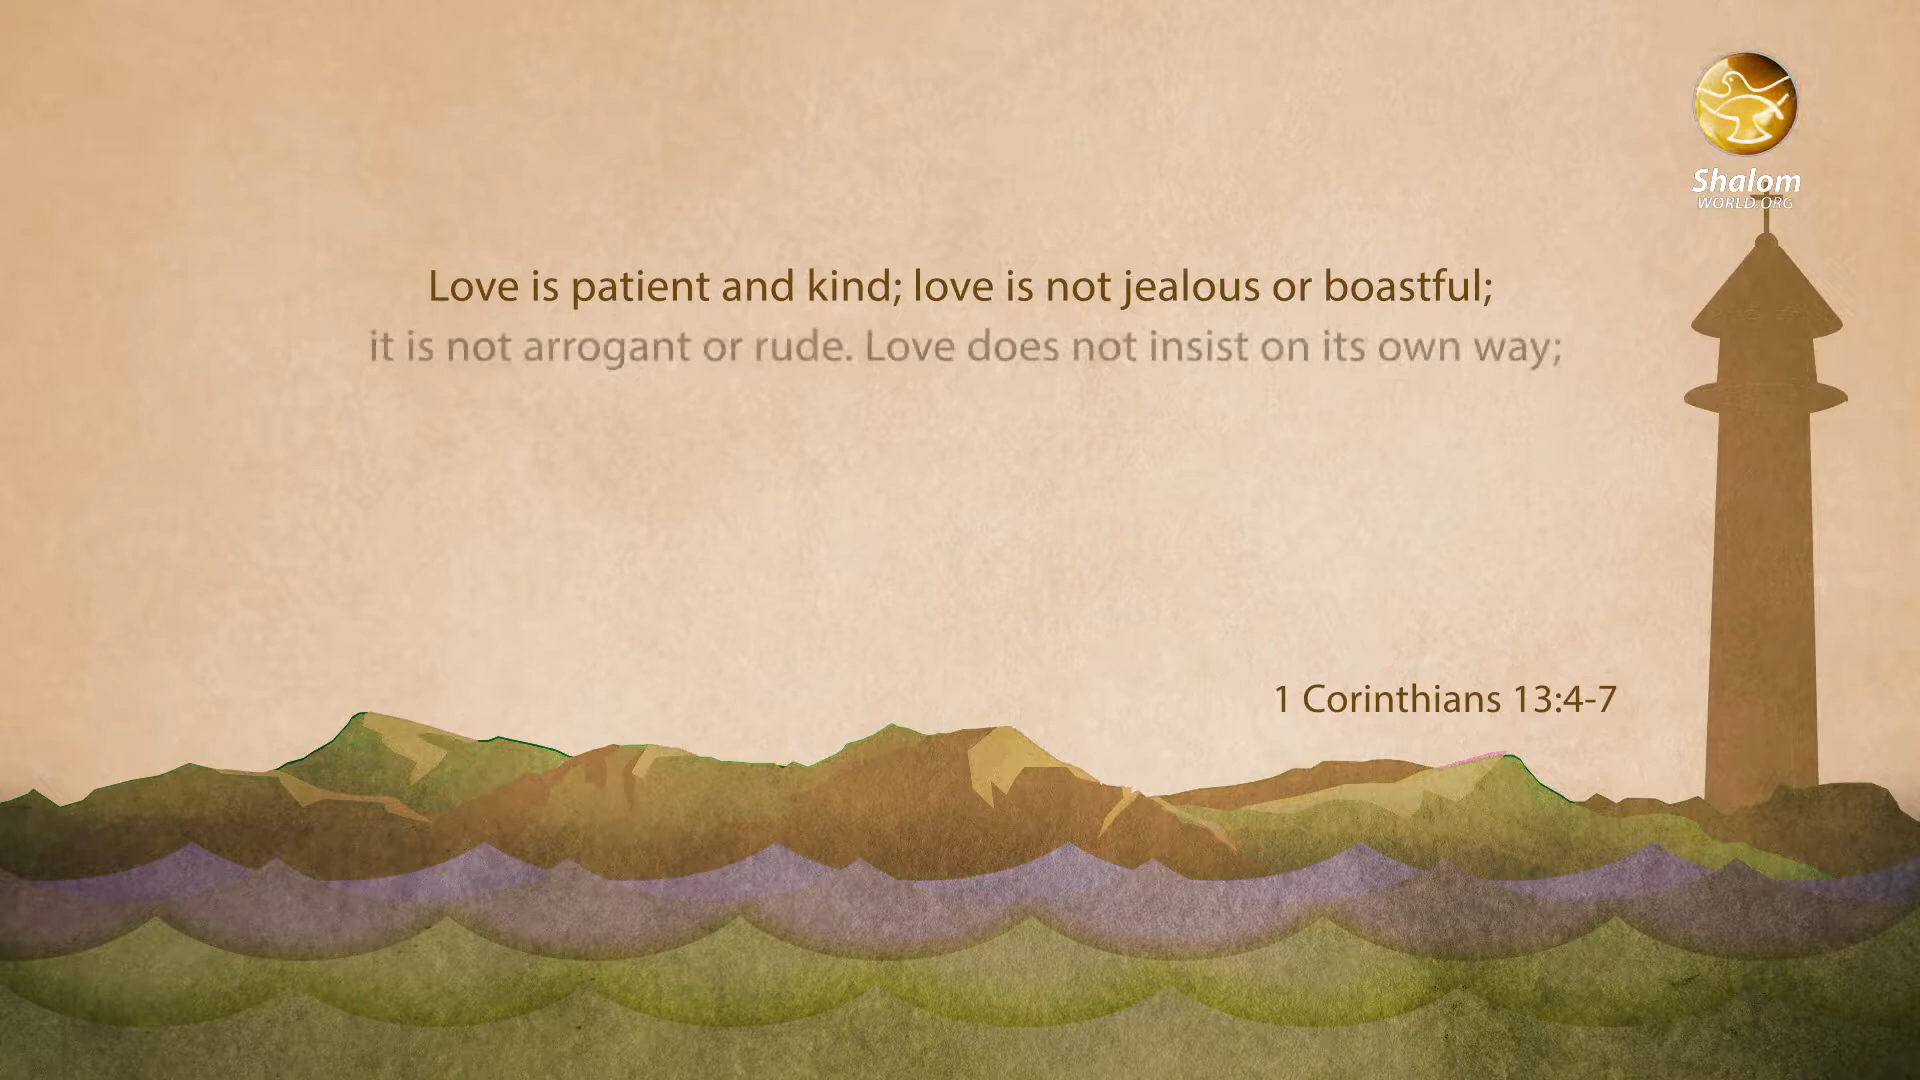 Shalom
WORLD.ORG
Love is patient and kind; love is not jealous or boastful;
it is not arrogant or rude. Love does not insist on its own way;
1 Corinthians 13:4-7